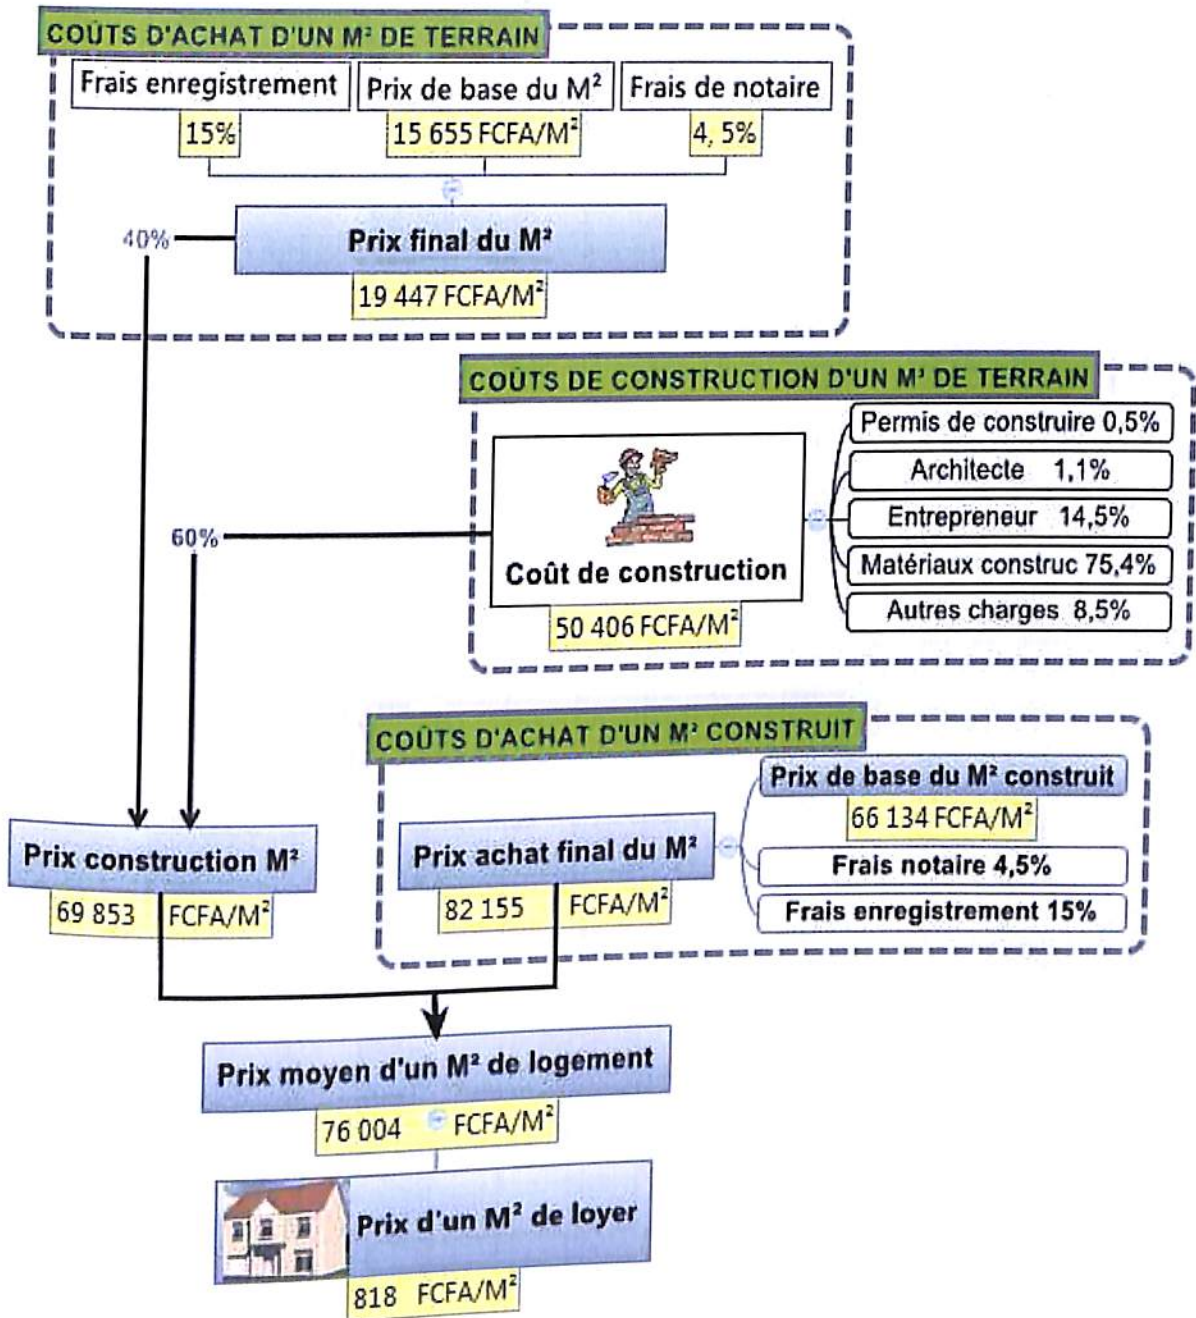 COÛTS D'ACHAT D'UN M² DE TERRAIN
Frais enregistrement
Prix de base du M²
Frais de notaire
15%
15 655 FCFA/M²
4, 5%
40%
Prix final du M²
19 447 FCFA/M²
COÛTS DE CONSTRUCTION D'UN M² DE TERRAIN
Permis de construire 0,5%
Architecte 1,1%
Entrepreneur 14,5%
Matériaux construc 75,4%
Autres charges 8,5%
60%
Coût de construction
50 406 FCFA/M²
COÛTS D'ACHAT D'UN M² CONSTRUIT
Prix de base du M² construit
66 134 FCFA/M²
Frais notaire 4,5%
Frais enregistrement 15%
Prix construction M²
69 853 FCFA/M²
Prix achat final du M²
82 155 FCFA/M²
Prix moyen d'un M² de logement
76 004 FCFA/M²
Prix d'un M² de loyer
818 FCFA/M²